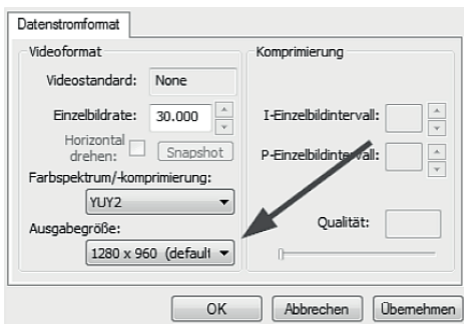 Datenstromformat
Videoformat
Videostandard: None
Einzelbildrate: 30.000
Horizontal
drehen: Snapshot
Farbspektrum/-komprimierung:
YUY2
Ausgabegröße:
1280 x 960 (default
Komprimierung
I-Einzelbildintervall:
P-Einzelbildintervall:
Qualität:
OK Abbrechen Übernehmen